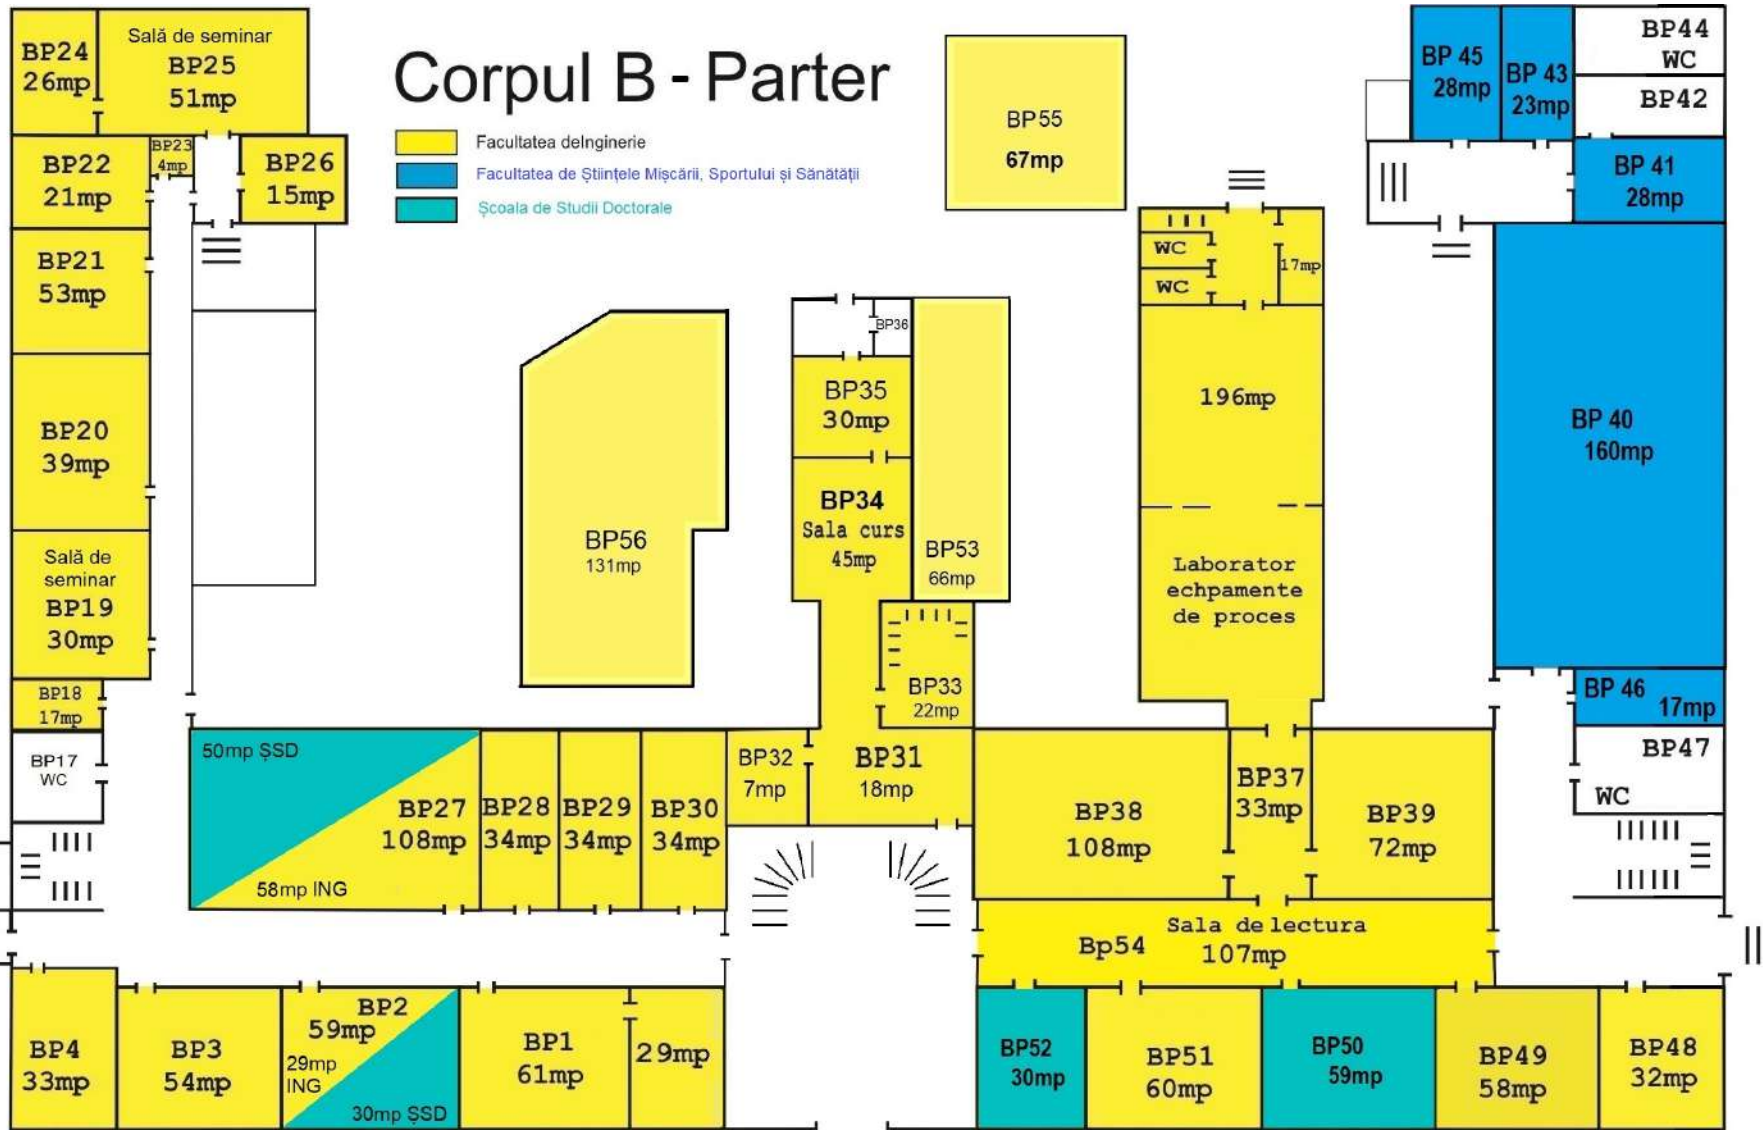 Corpul B - Parter
Facultatea deInginerie
Facultatea de Științele Mișcării, Sportului și Sănătății
Școala de Studii Doctorale
BP24
26mp
Sală de seminar
BP25
51mp
BP22
21mp
BP23
4mp
BP26
15mp
BP21
53mp
BP20
39mp
Sală de
seminar
BP19
30mp
BP18
17mp
BP17
WC
BP55
67mp
BP 45
28mp
BP 43
23mp
BP44
WC
BP42
BP 41
28mp
WC
WC
17mp
BP36
BP35
30mp
BP34
Sala curs
45mp
BP53
66mp
BP56
131mp
BP33
22mp
196mp
Laborator
echpamente
de proces
BP 40
160mp
BP 46
17mp
BP47
WC
50mp ȘSD
BP27
108mp
58mp ING
BP28
34mp
BP29
34mp
BP30
34mp
BP32
7mp
BP31
18mp
BP38
108mp
BP37
33mp
BP39
72mp
Sala de lectura
Bp54
107mp
BP4
33mp
BP3
54mp
BP2
59mp
29mp
ING
30mp ȘSD
BP1
61mp
29mp
BP52
30mp
BP51
60mp
BP50
59mp
BP49
58mp
BP48
32mp